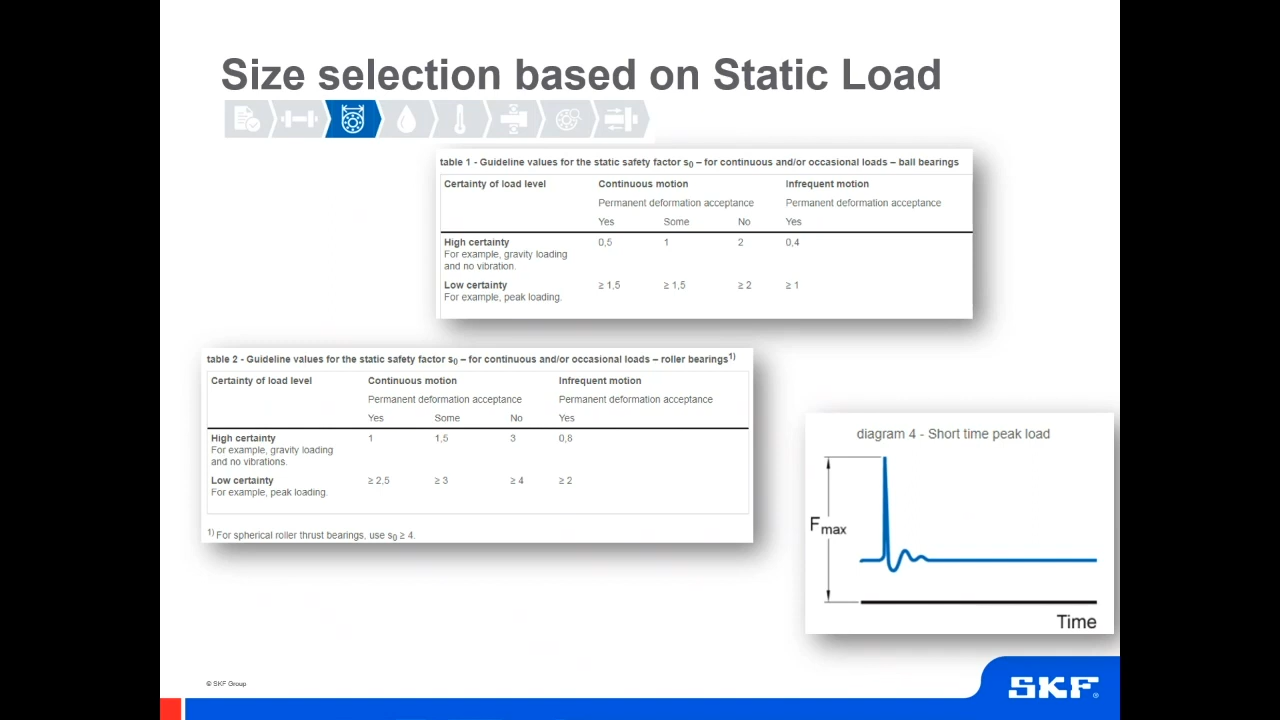 Size selection based on Static Load
table 1 - Guideline values for the static safety factor s0 – for continuous and/or occasional loads – ball bearings
Certainty of load level Continuous motion Infrequent motion
Permanent deformation acceptance Permanent deformation acceptance
Yes Some No Yes
High certainty 0,5 1 2 0,4
For example, gravity loading
and no vibration.
Low certainty ≥ 1,5 ≥ 1,5 ≥ 2 ≥ 1
For example, peak loading.
table 2 - Guideline values for the static safety factor s0 – for continuous and/or occasional loads – roller bearings1)
Certainty of load level Continuous motion Infrequent motion
Permanent deformation acceptance Permanent deformation acceptance
Yes Some No Yes
High certainty 1 1,5 3 0,8
For example, gravity loading
and no vibrations.
Low certainty ≥ 2,5 ≥ 3 ≥ 4 ≥ 2
For example, peak loading.
1) For spherical roller thrust bearings, use s0 ≥ 4.
diagram 4 - Short time peak load
Fmax
Time
© SKF Group
SKF®